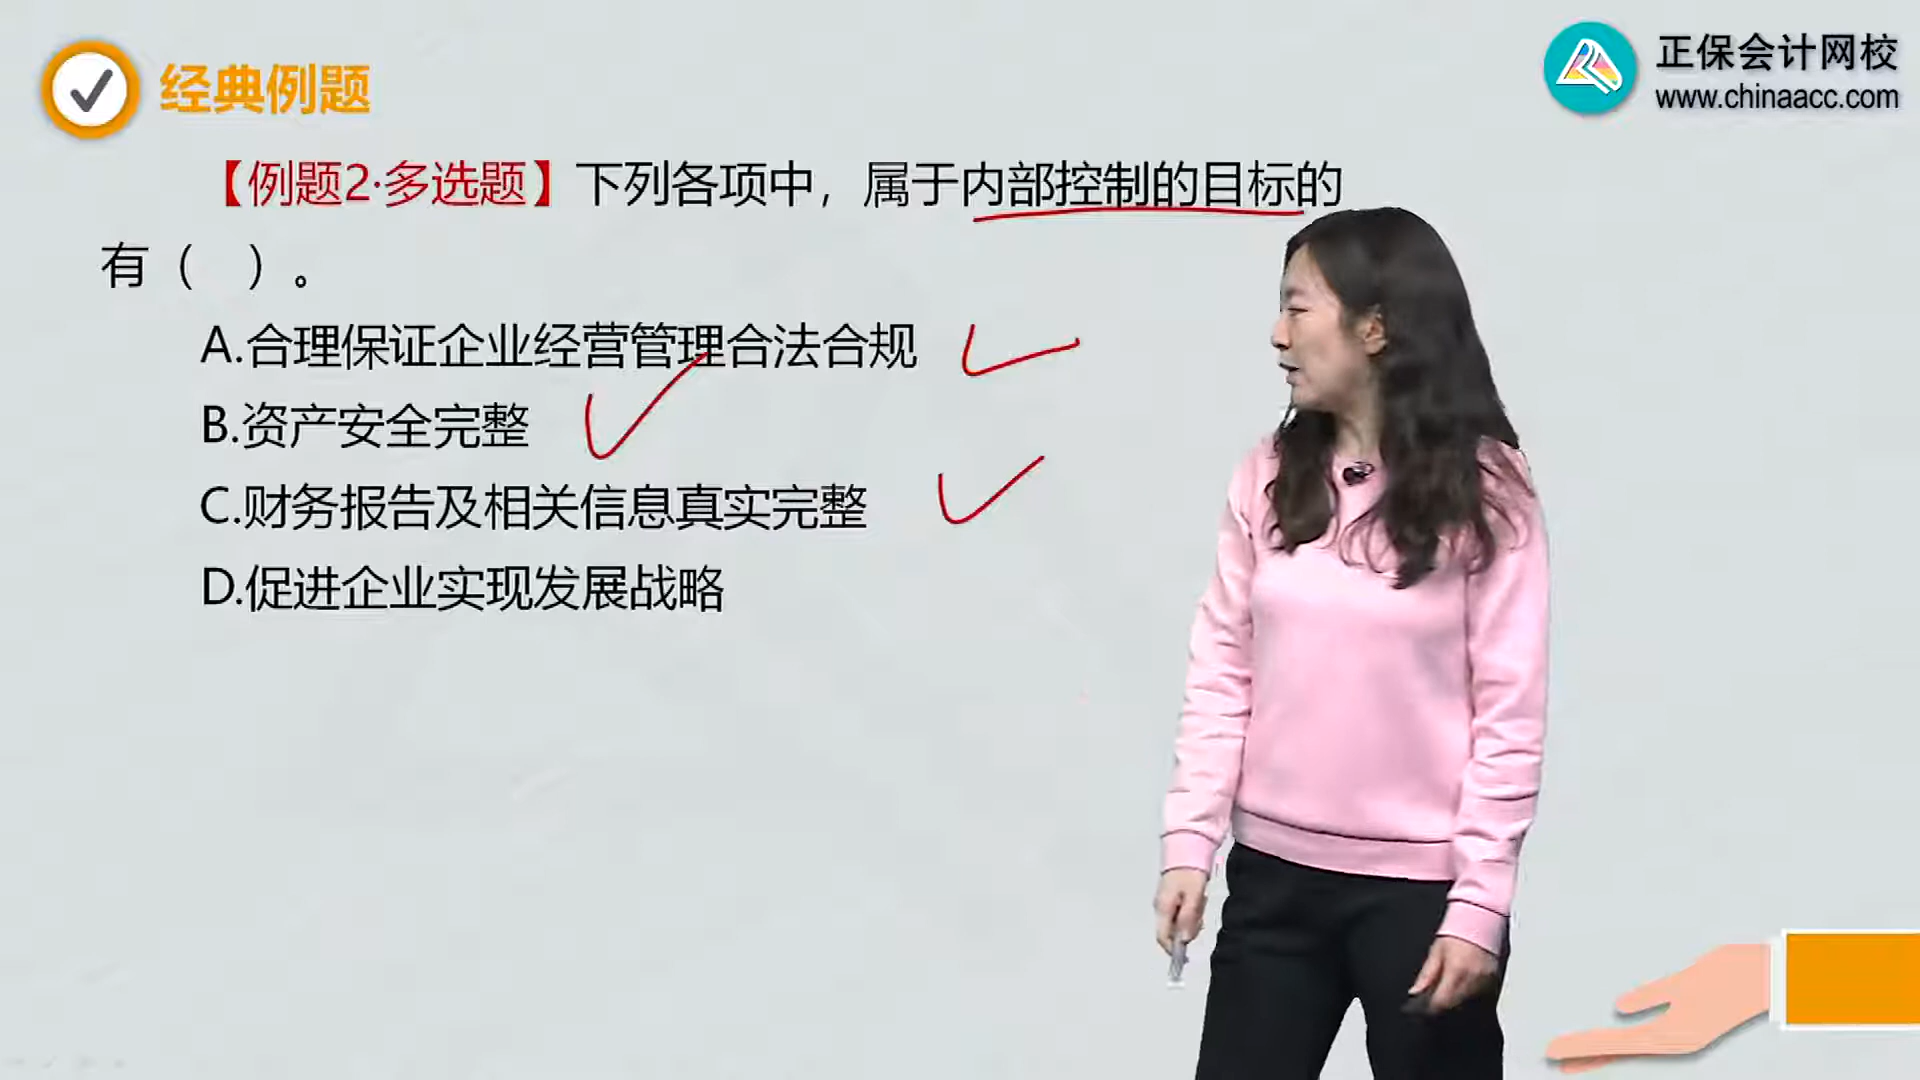 经典例题
正保会计网校
www.chinaacc.com
【例题2·多选题】下列各项中，属于内部控制的目标的
有（ ）。
A.合理保证企业经营管理合法合规
B.资产安全完整
C.财务报告及相关信息真实完整
D.促进企业实现发展战略